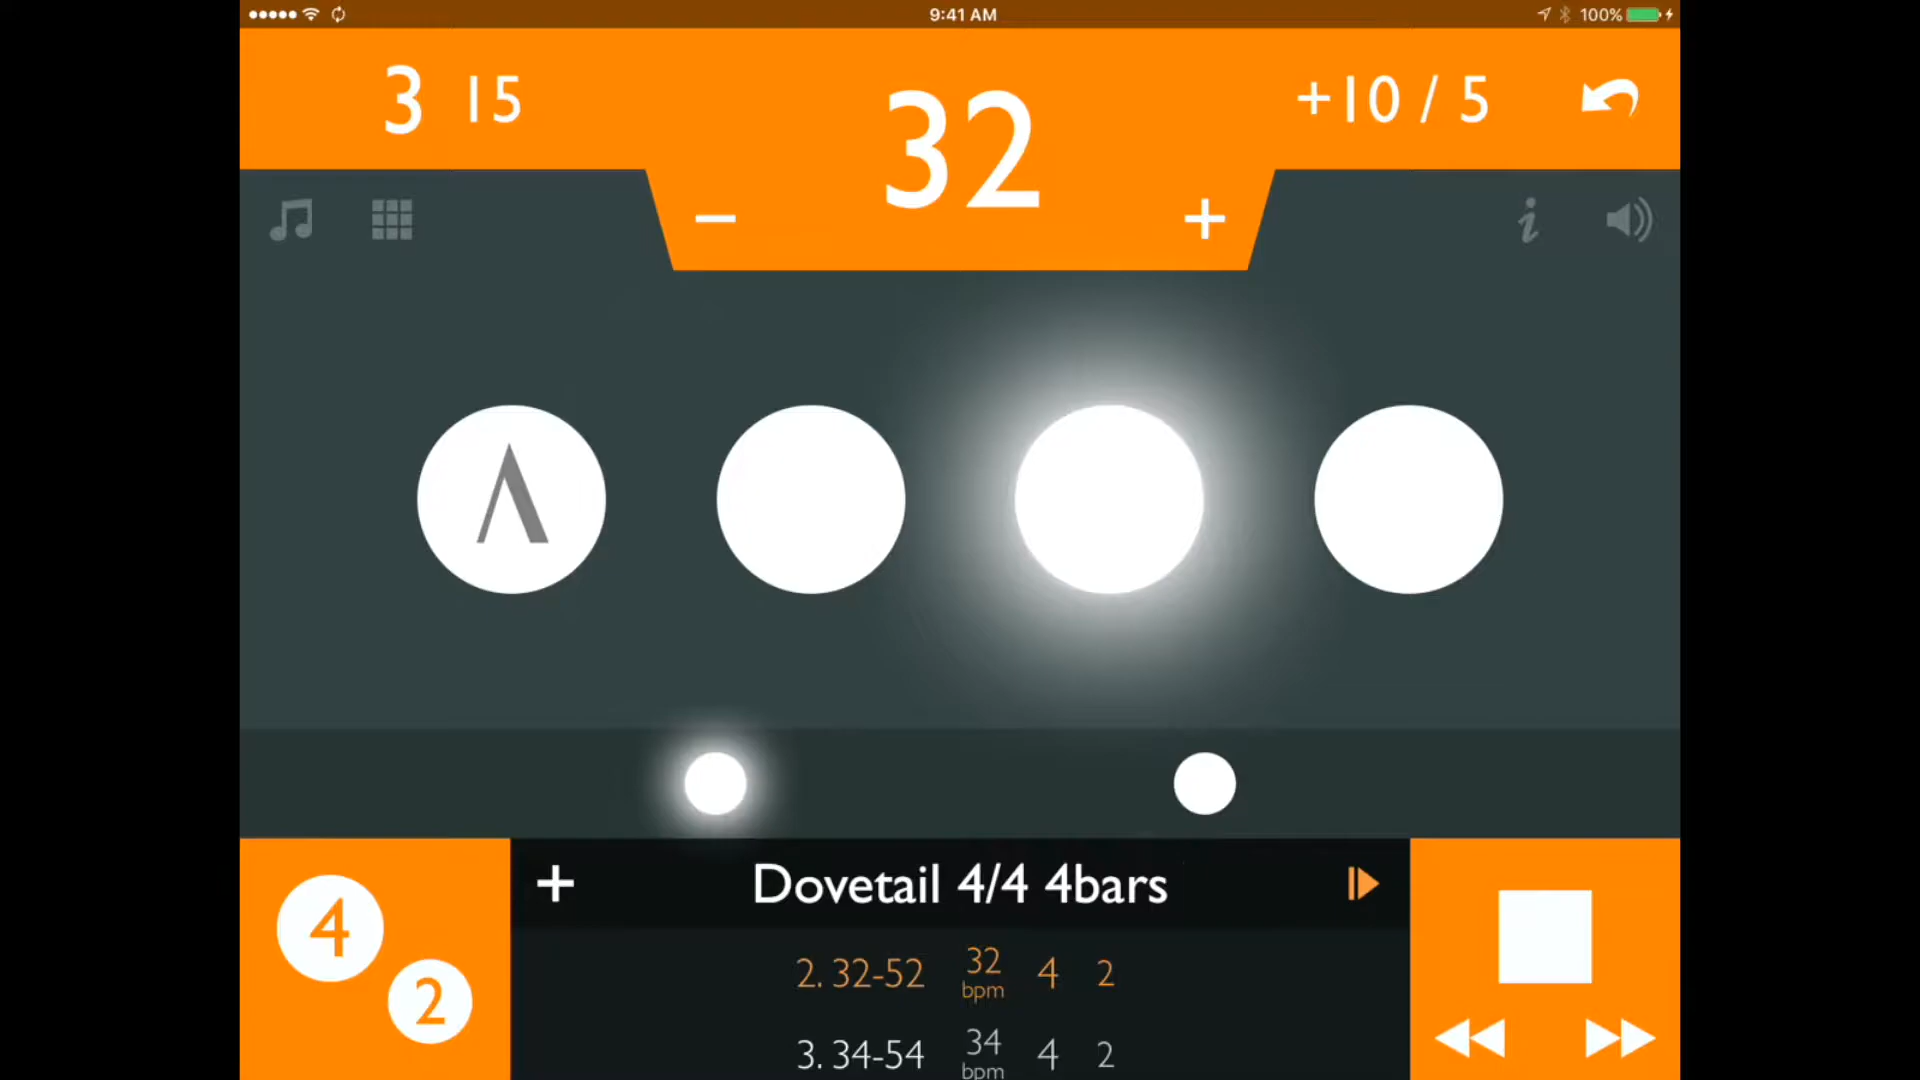 9:41 AM
100%
3 15
32
+10 / 5
− +
4
2
+ Dovetail 4/4 4bars
2. 32-52 32 bpm 4 2
3. 34-54 34 bpm 4 2